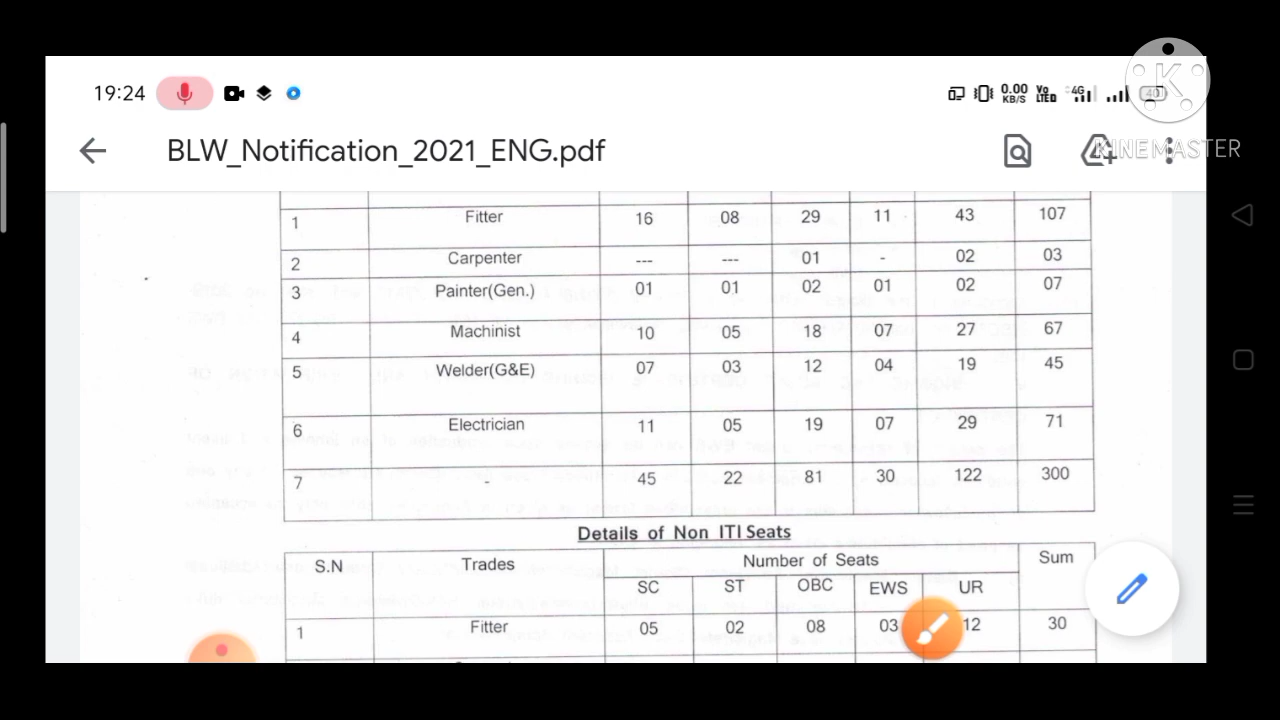 19:24 0.00 KB/S Vo LTED 4G 40
BLW_Notification_2021_ENG.pdf
KINEMASTER
1 Fitter 16 08 29 11 43 107
2 Carpenter --- --- 01 - 02 03
3 Painter(Gen.) 01 01 02 01 02 07
4 Machinist 10 05 18 07 27 67
5 Welder(G&E) 07 03 12 04 19 45
6 Electrician 11 05 19 07 29 71
7 - 45 22 81 30 122 300
Details of Non ITI Seats
S.N Trades Number of Seats Sum
SC ST OBC EWS UR
1 Fitter 05 02 08 03 12 30